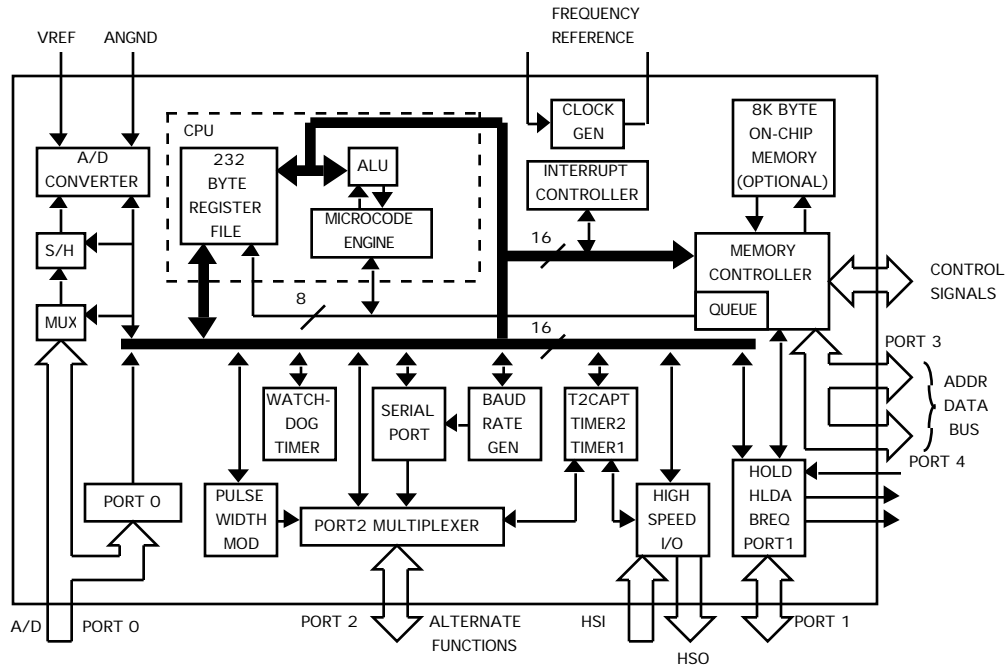 FREQUENCY
REFERENCE
VREF
ANGND
CPU
A/D
CONVERTER
S/H
MUX
232
BYTE
REGISTER
FILE
ALU
MICROCODE
ENGINE
CLOCK
GEN
INTERRUPT
CONTROLLER
8K BYTE
ON-CHIP
MEMORY
(OPTIONAL)
16
MEMORY
CONTROLLER
QUEUE
CONTROL
SIGNALS
8
16
PORT 3
ADDR
DATA
BUS
PORT 4
WATCH-
DOG
TIMER
SERIAL
PORT
BAUD
RATE
GEN
T2CAPT
TIMER2
TIMER1
PORT 0
PULSE
WIDTH
MOD
PORT2 MULTIPLEXER
HIGH
SPEED
I/O
HOLD
HLDA
BREQ
PORT1
A/D
PORT 0
PORT 2
ALTERNATE
FUNCTIONS
HSI
HSO
PORT 1